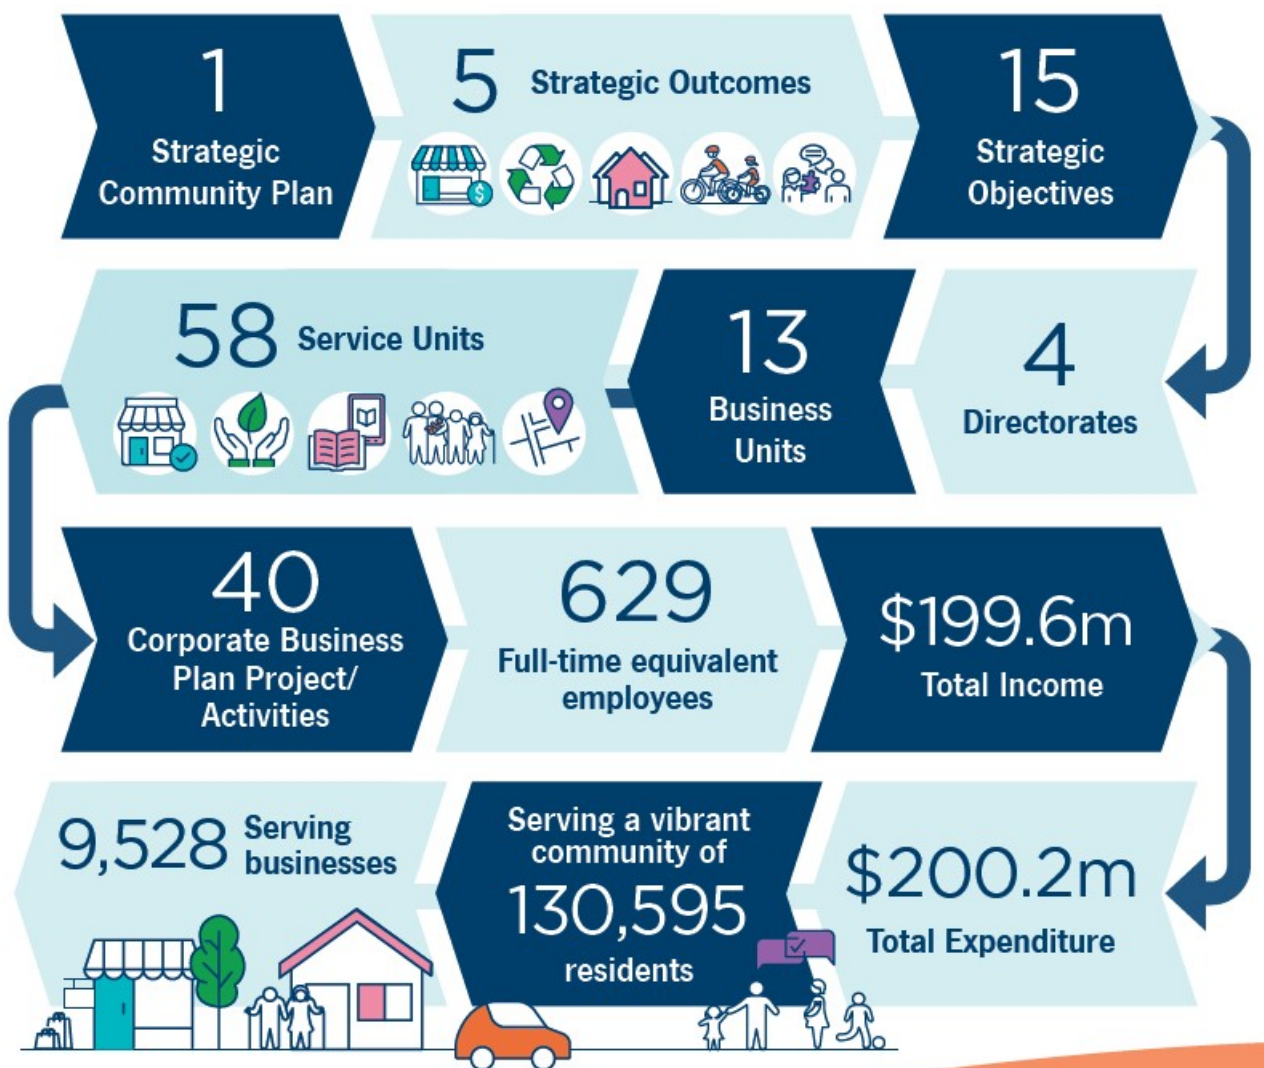 1
Strategic
Community Plan
5 Strategic Outcomes
$
15
Strategic
Objectives
4
Directorates
13
Business
Units
58 Service Units
40
Corporate Business
Plan Project/
Activities
629
Full-time equivalent
employees
$199.6m
Total Income
$200.2m
Total Expenditure
Serving a vibrant
community of
130,595
residents
9,528 Serving
businesses